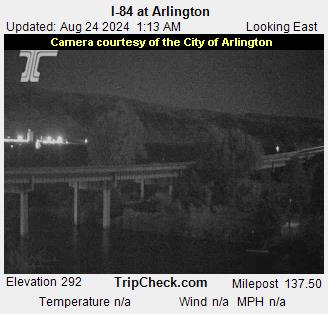 I-84 at Arlington
Updated: Aug 24 2024 1:13 AM Looking East
Camera courtesy of the City of Arlington
Elevation 292 TripCheck.com Milepost 137.50
Temperature n/a Wind n/a MPH n/a